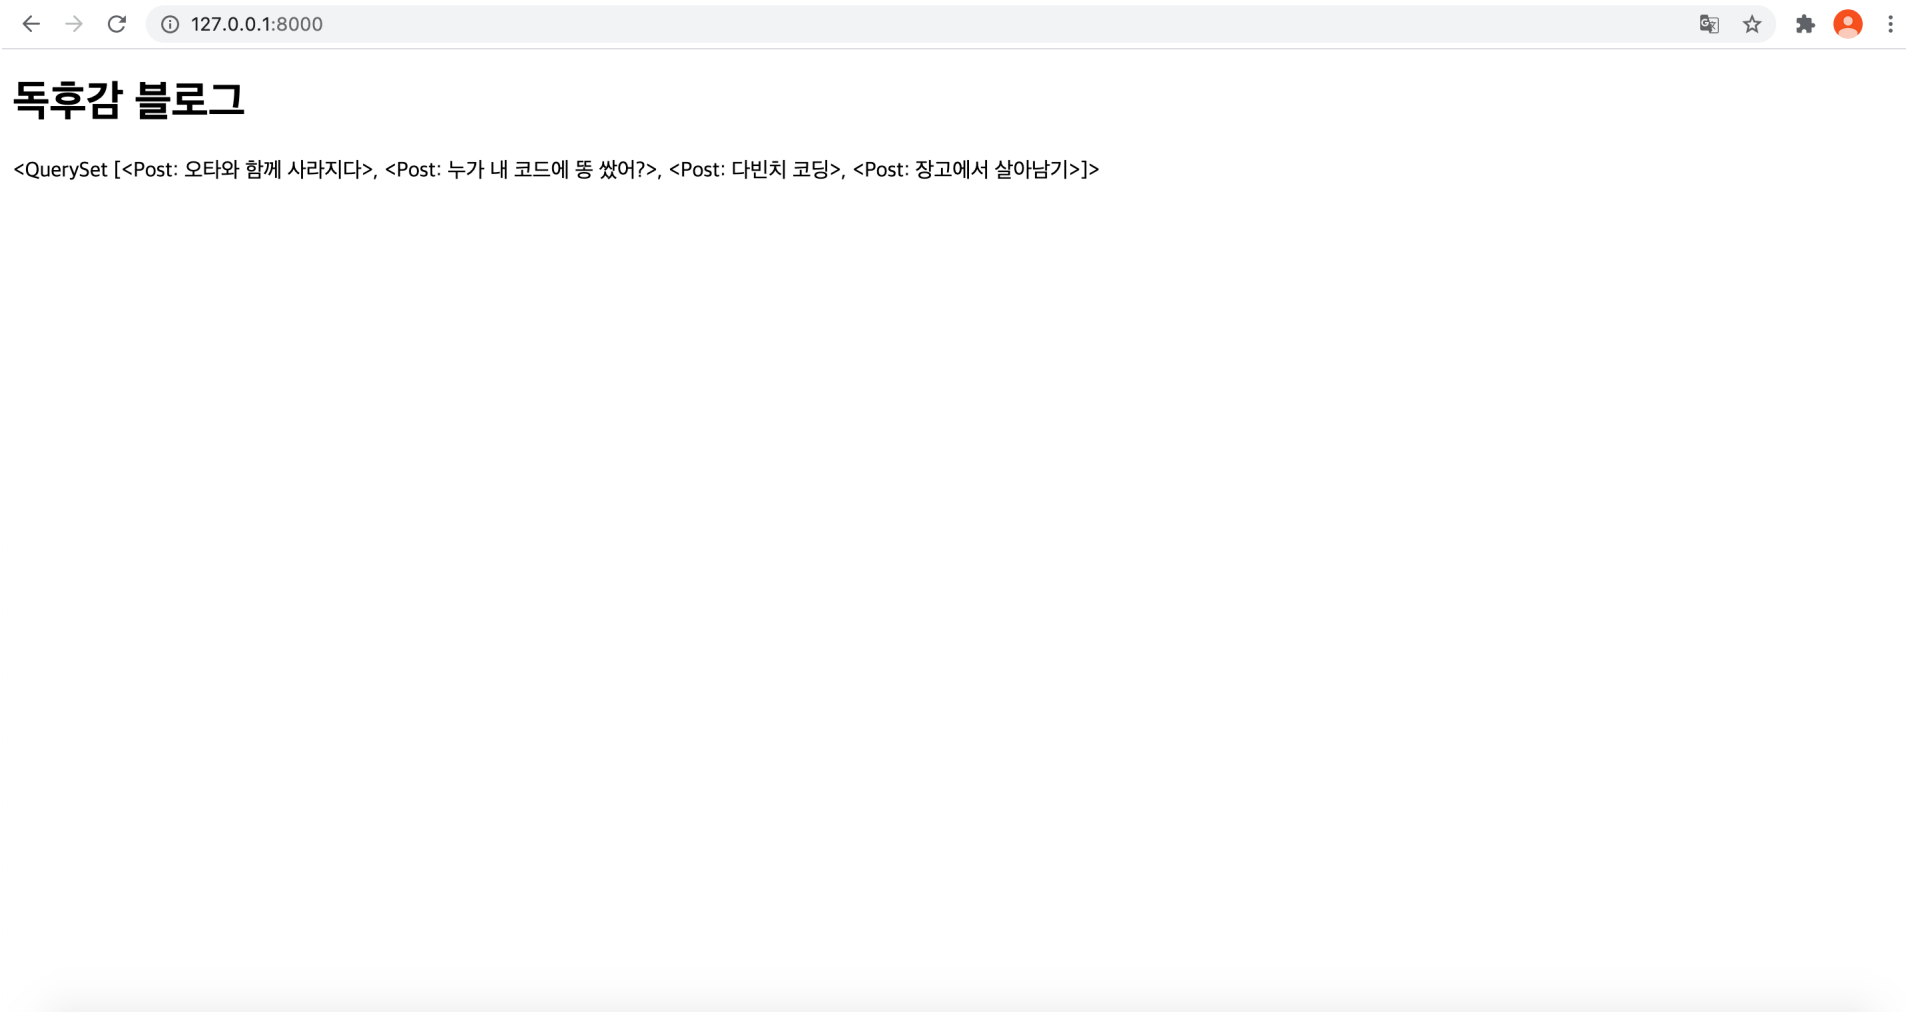 127.0.0.1:8000
독후감 블로그
<QuerySet [<Post: 오타와 함께 사라지다>, <Post: 누가 내 코드에 똥 쌌어?>, <Post: 다빈치 코딩>, <Post: 장고에서 살아남기>]>